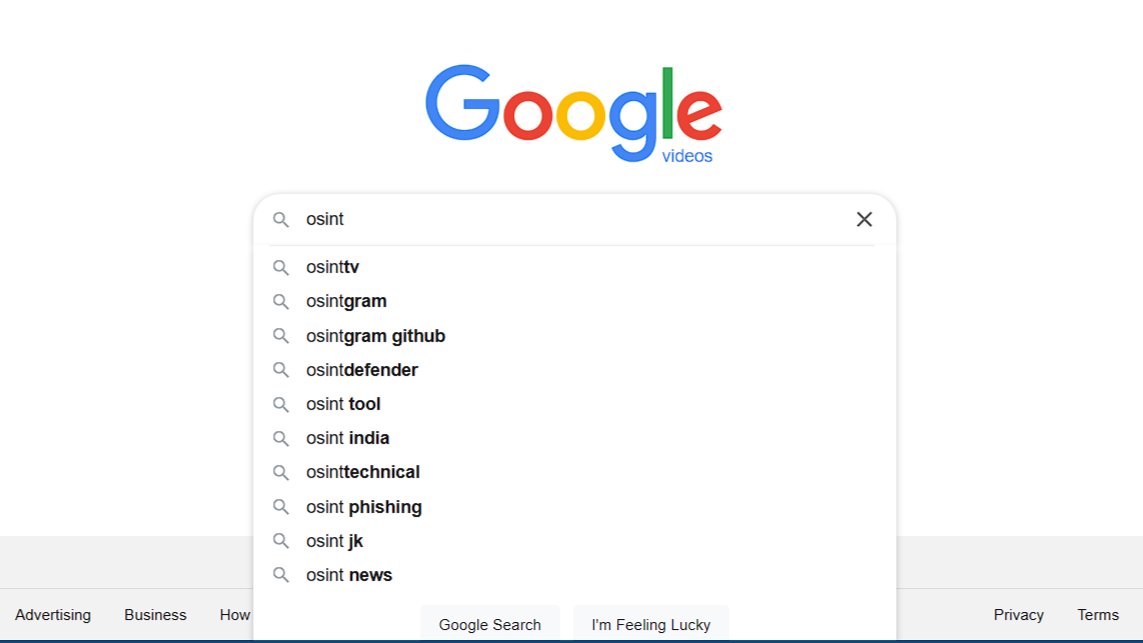 Google
videos
osint
osinttv
osintgram
osintgram github
osintdefender
osint tool
osint india
osinttechnical
osint phishing
osint jk
osint news
Google Search I'm Feeling Lucky
Advertising Business How Privacy Terms